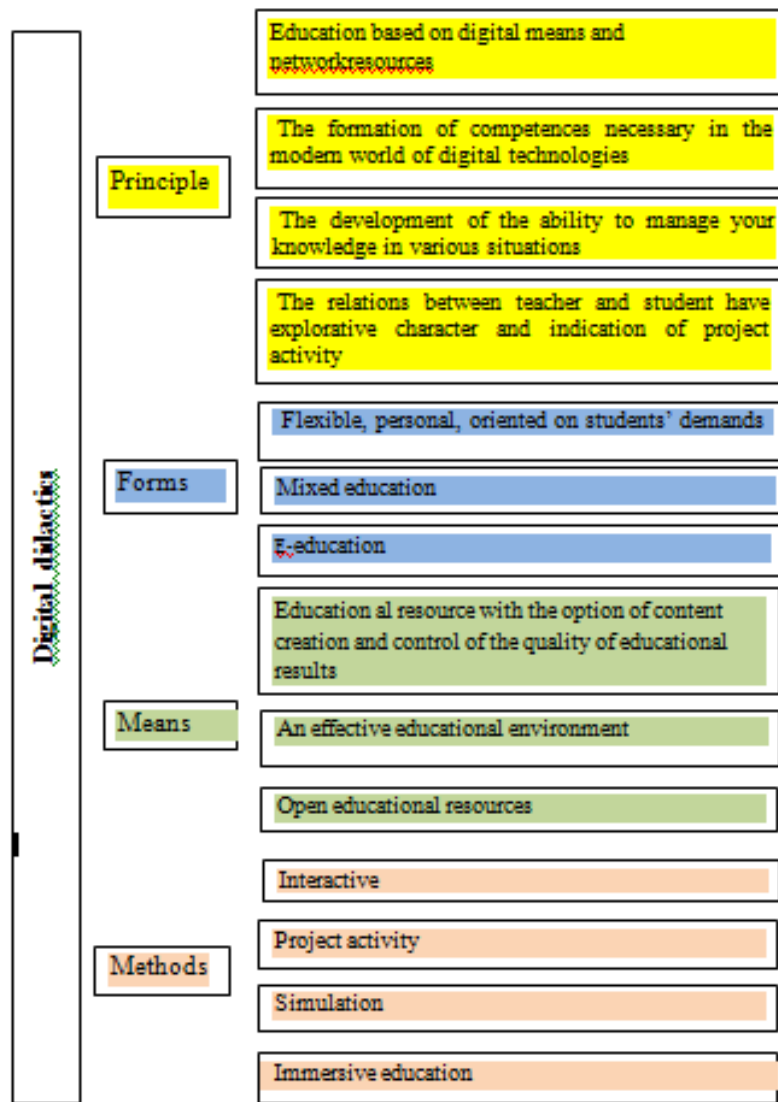 Digital didactics
Principle
Education based on digital means and
networkresources
The formation of competences necessary in the
modern world of digital technologies
The development of the ability to manage your
knowledge in various situations
The relations between teacher and student have
explorative character and indication of project
activity
Forms
Flexible, personal, oriented on students’ demands
Mixed education
E-education
Means
Education al resource with the option of content
creation and control of the quality of educational
results
An effective educational environment
Open educational resources
Methods
Interactive
Project activity
Simulation
Immersive education